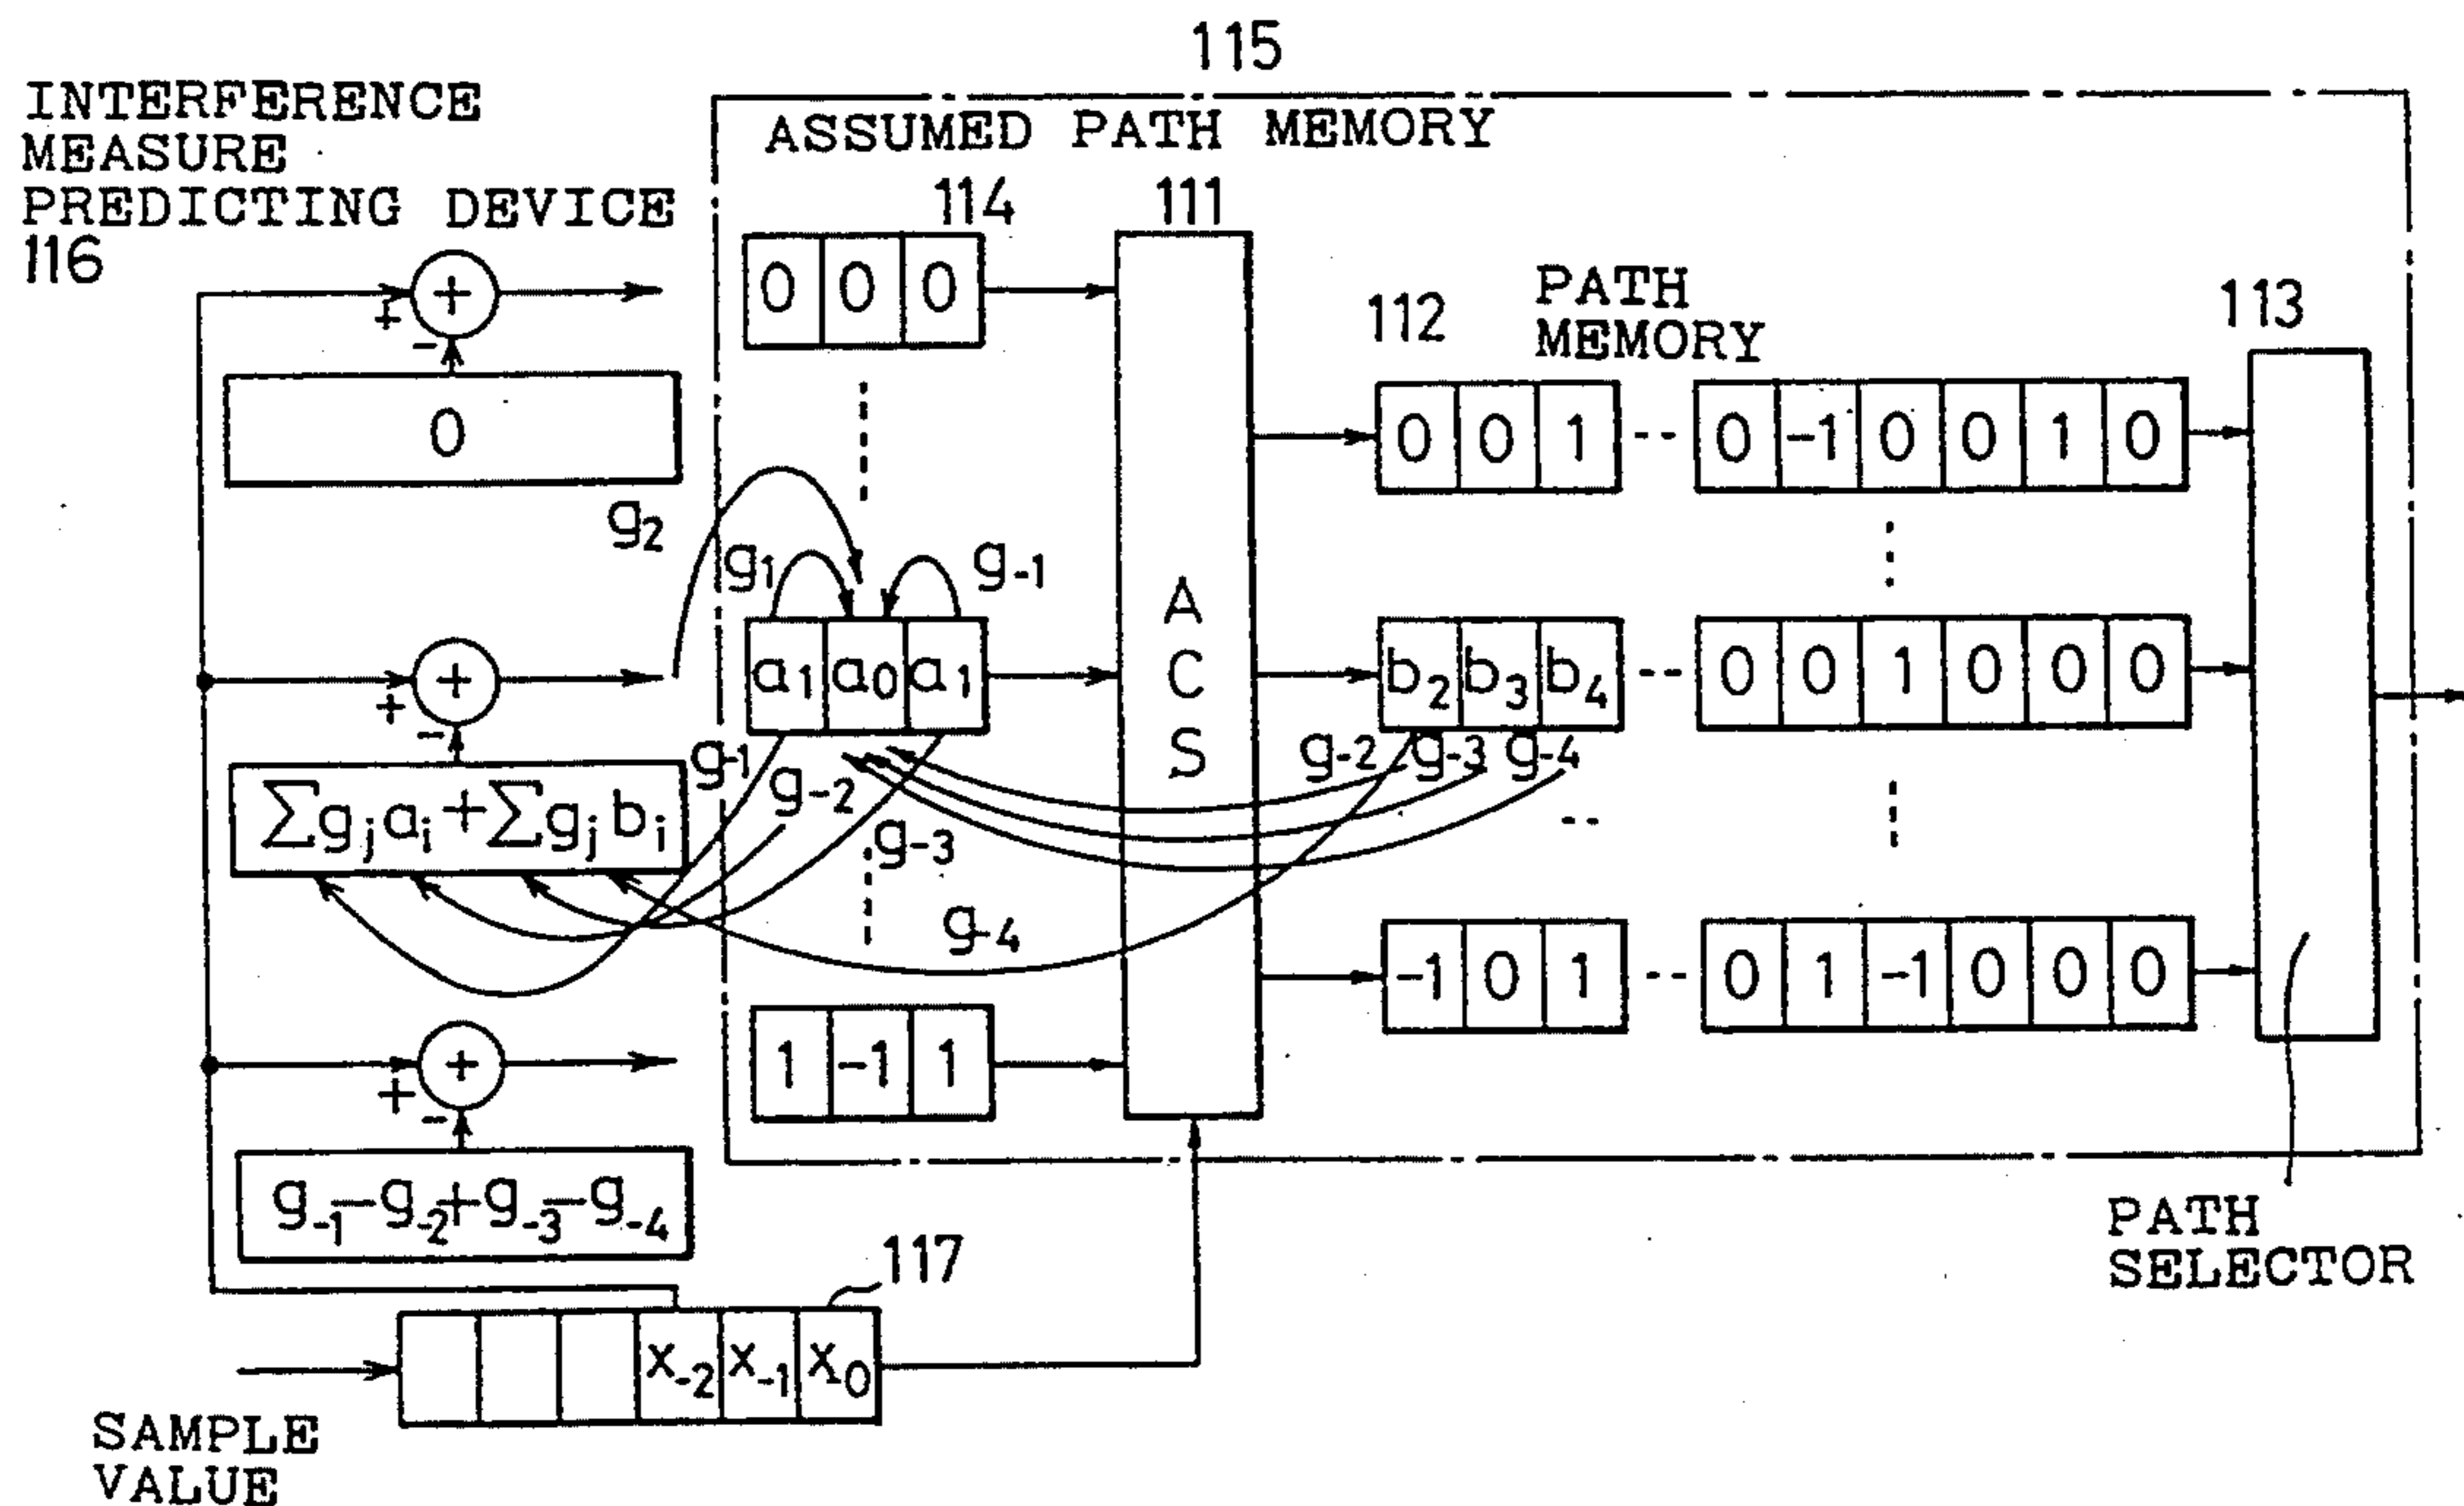 115
INTERFERENCE
MEASURE
PREDICTING DEVICE
116
ASSUMED PATH MEMORY
114
111
0 0 0
112
PATH
MEMORY
113
+
+
-
0
0 0 1 -- 0 -1 0 0 1 0
g2
g1
g-1
a1 a0 a1
A
C
S
b2 b3 b4 -- 0 0 1 0 0 0
+
+
-
g-1
g-2
g-3
g-4
g-2 g-3 g-4
--
∑gjai+∑gjbi
-1 0 1 -- 0 1 -1 0 0 0
1 -1 1
+
+
-
g-1-g-2+g-3-g-4
PATH
SELECTOR
117
x-2 x-1 x0
SAMPLE
VALUE